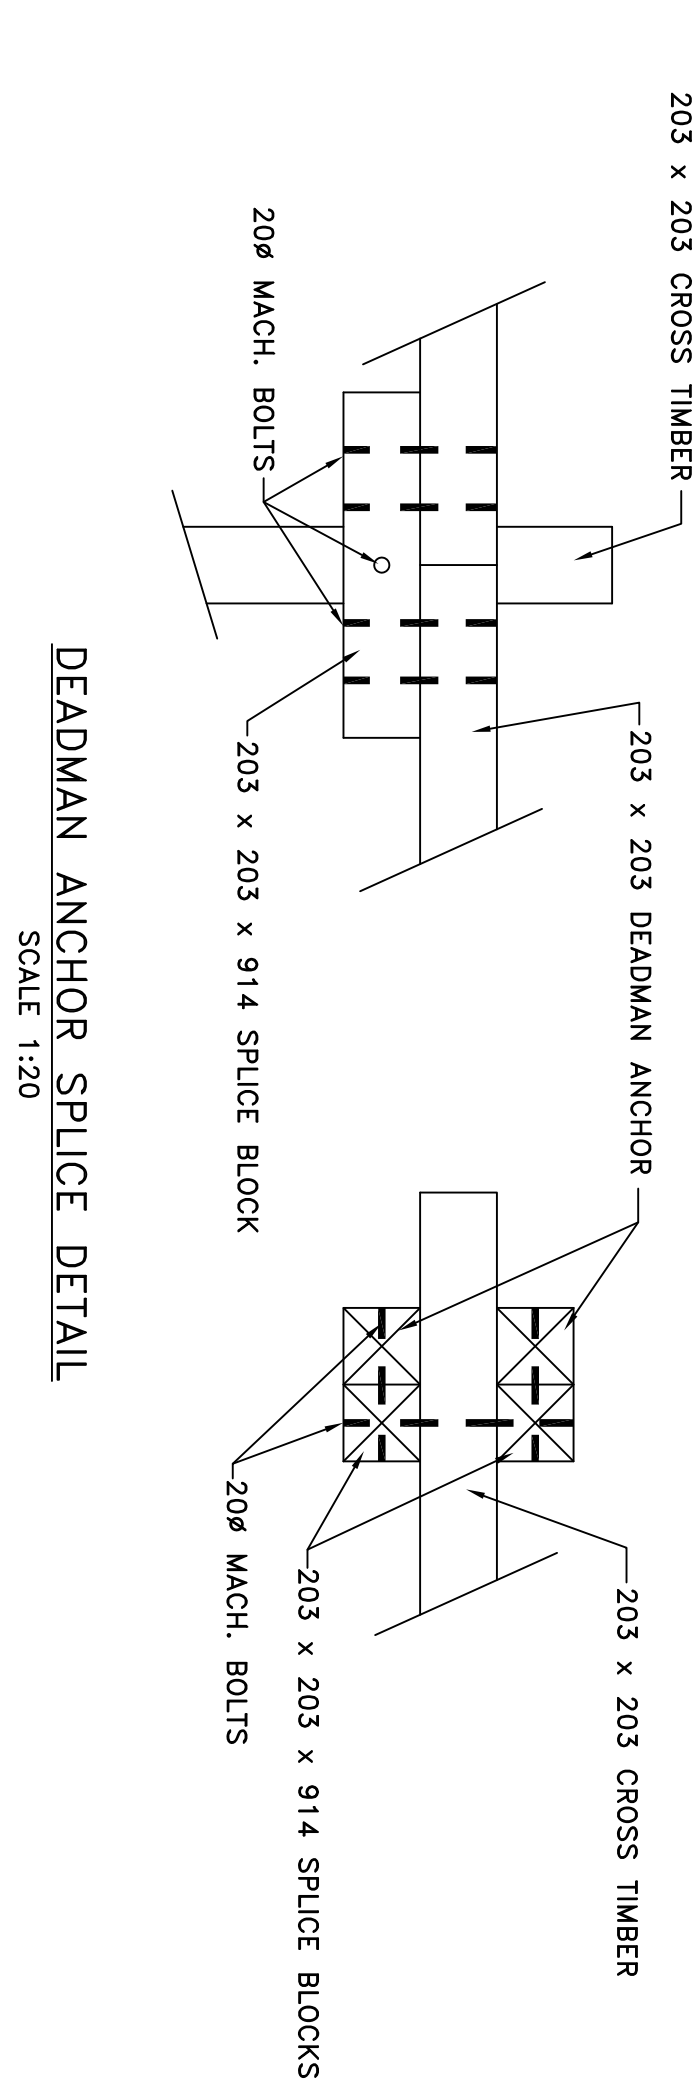 203 x 203 CROSS TIMBER
203 x 203 DEADMAN ANCHOR
203 x 203 CROSS TIMBER
20ø MACH. BOLTS
203 x 203 x 914 SPLICE BLOCK
20ø MACH. BOLTS
203 x 203 x 914 SPLICE BLOCKS
DEADMAN ANCHOR SPLICE DETAIL
SCALE 1:20